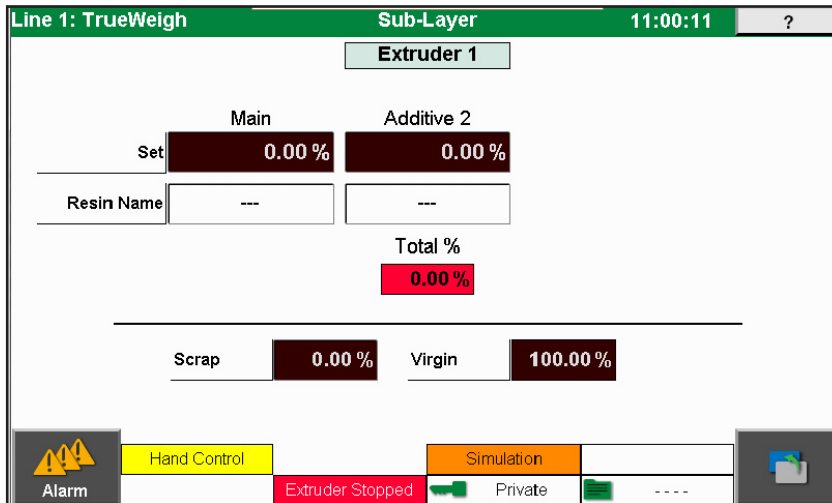 Line 1: TrueWeigh Sub-Layer 11:00:11 ?
Extruder 1
Main Additive 2
Set 0.00 % 0.00 %
Resin Name --- ---
Total %
0.00 %
Scrap 0.00 % Virgin 100.00 %
Hand Control Simulation
Alarm Extruder Stopped Private ----